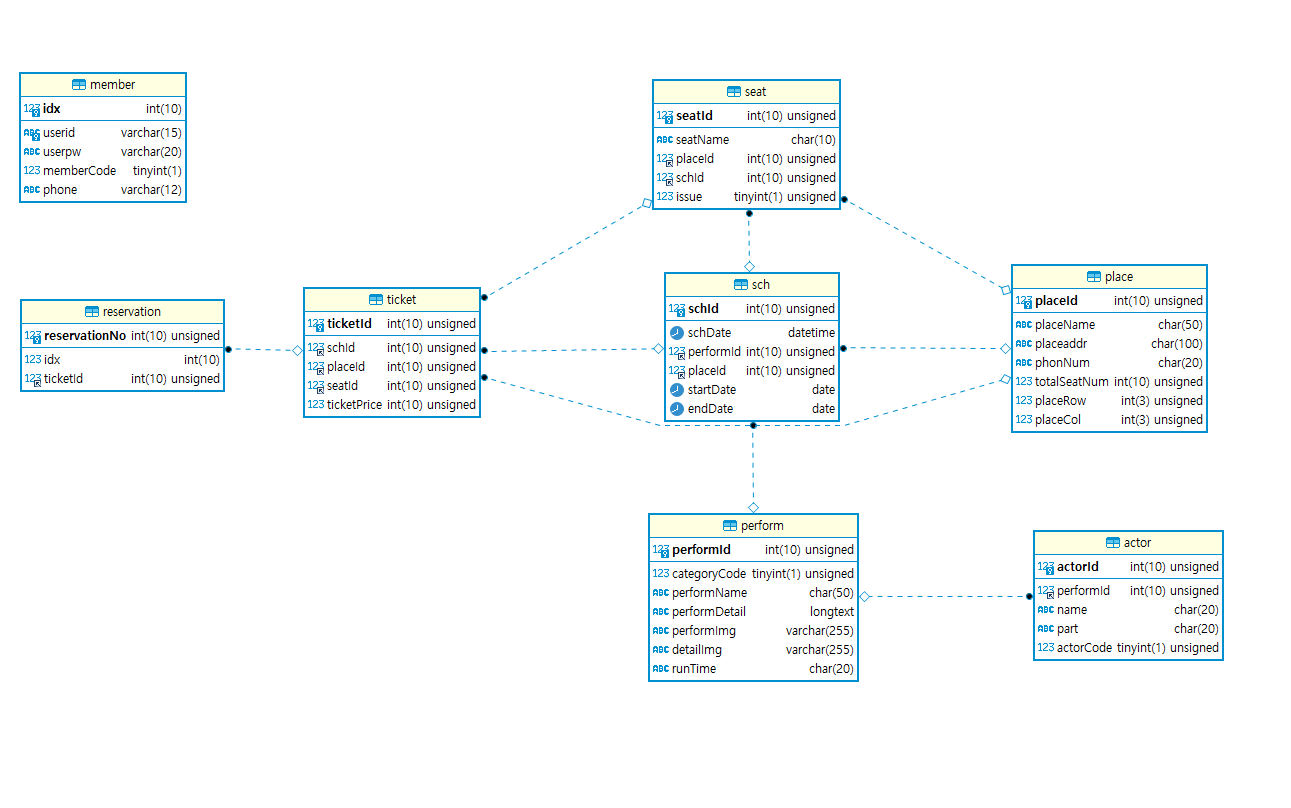 member
idx int(10)
userid varchar(15)
userpw varchar(20)
memberCode tinyint(1)
phone varchar(12)
seat
seatId int(10) unsigned
seatName char(10)
placeId int(10) unsigned
schId int(10) unsigned
issue tinyint(1) unsigned
reservation
reservationNo int(10) unsigned
idx int(10)
ticketId int(10) unsigned
ticket
ticketId int(10) unsigned
schId int(10) unsigned
placeId int(10) unsigned
seatId int(10) unsigned
ticketPrice int(10) unsigned
sch
schId int(10) unsigned
schDate datetime
performId int(10) unsigned
placeId int(10) unsigned
startDate date
endDate date
place
placeId int(10) unsigned
placeName char(50)
placeaddr char(100)
phonNum char(20)
totalSeatNum int(10) unsigned
placeRow int(3) unsigned
placeCol int(3) unsigned
perform
performId int(10) unsigned
categoryCode tinyint(1) unsigned
performName char(50)
performDetail longtext
performImg varchar(255)
detailImg varchar(255)
runTime char(20)
actor
actorId int(10) unsigned
performId int(10) unsigned
name char(20)
part char(20)
actorCode tinyint(1) unsigned